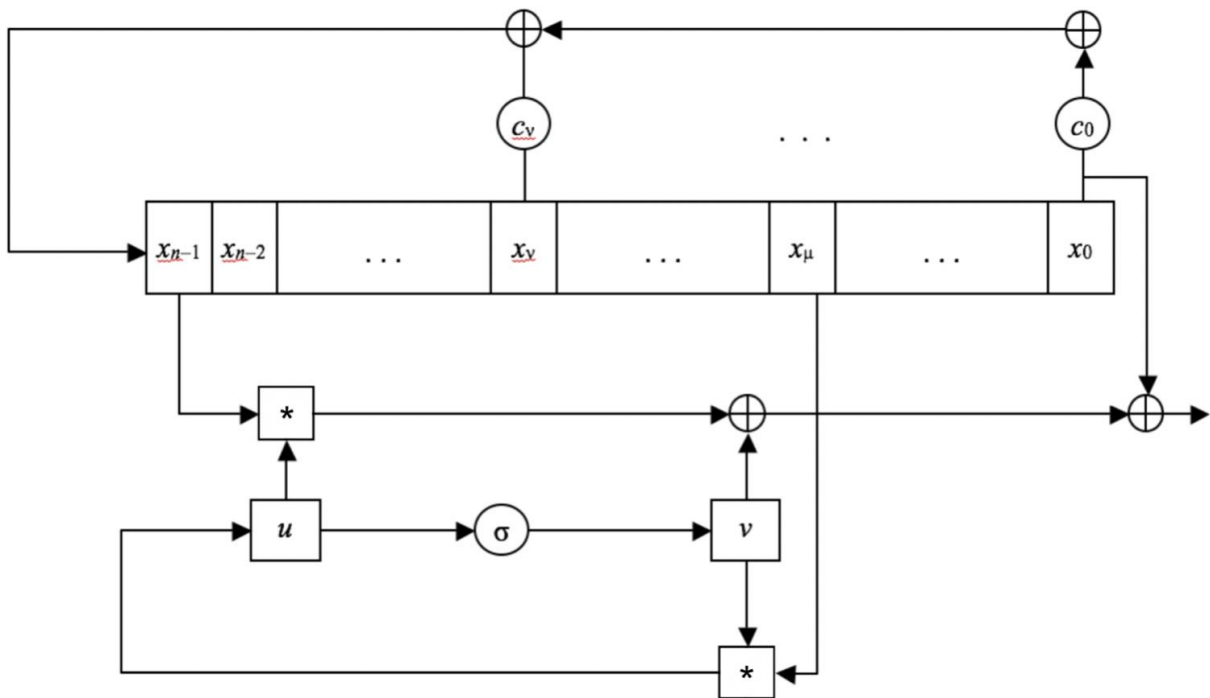 cν
. . .
c0
xn–1 xn–2 . . . xν . . . xμ . . . x0
*
u σ v
*